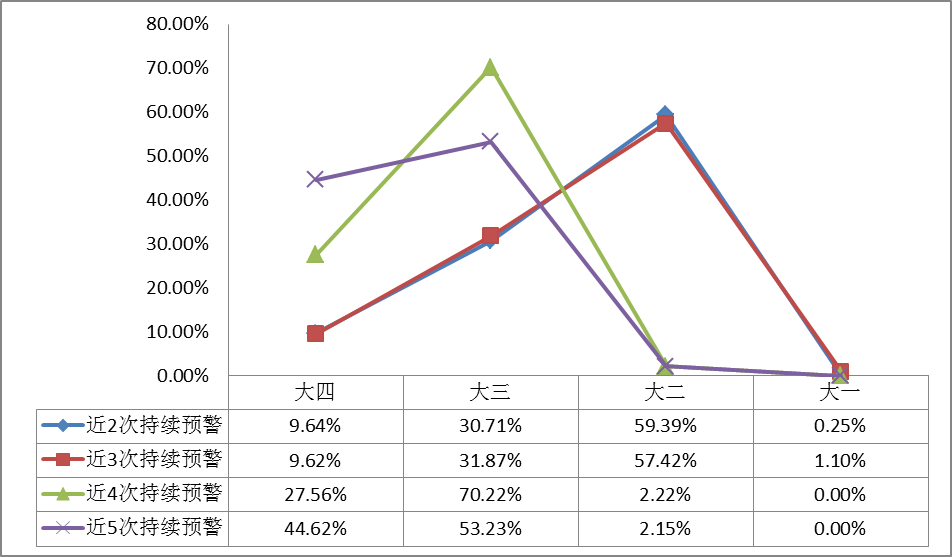 80.00%
70.00%
60.00%
50.00%
40.00%
30.00%
20.00%
10.00%
0.00%
大四 大三 大二 大一
近2次持续预警 9.64% 30.71% 59.39% 0.25%
近3次持续预警 9.62% 31.87% 57.42% 1.10%
近4次持续预警 27.56% 70.22% 2.22% 0.00%
近5次持续预警 44.62% 53.23% 2.15% 0.00%